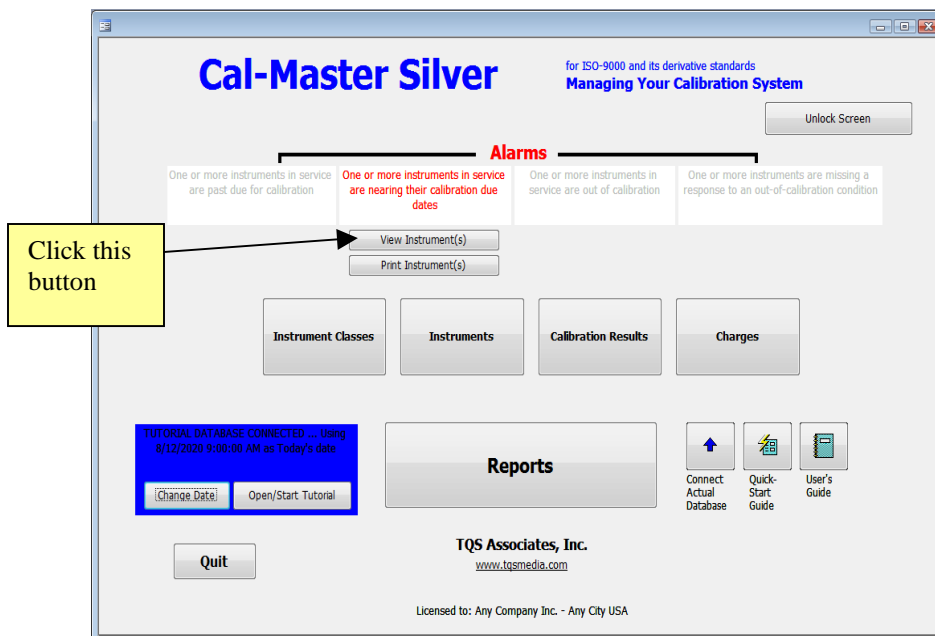 Cal-Master Silver
for ISO-9000 and its derivative standards
Managing Your Calibration System
Unlock Screen
Alarms
One or more instruments in service
are past due for calibration
One or more instruments in service
are nearing their calibration due
dates
One or more instruments in
service are out of calibration
One or more instruments are missing a
response to an out-of-calibration condition
Click this
button
View Instrument(s)
Print Instrument(s)
Instrument Classes
Instruments
Calibration Results
Charges
TUTORIAL DATABASE CONNECTED ... Using
8/12/2020 9:00:00 AM as Today's date
Change Date
Open/Start Tutorial
Reports
Connect
Actual
Database
Quick-
Start
Guide
User's
Guide
Quit
TQS Associates, Inc.
www.tqsmedia.com
Licensed to: Any Company Inc. - Any City USA